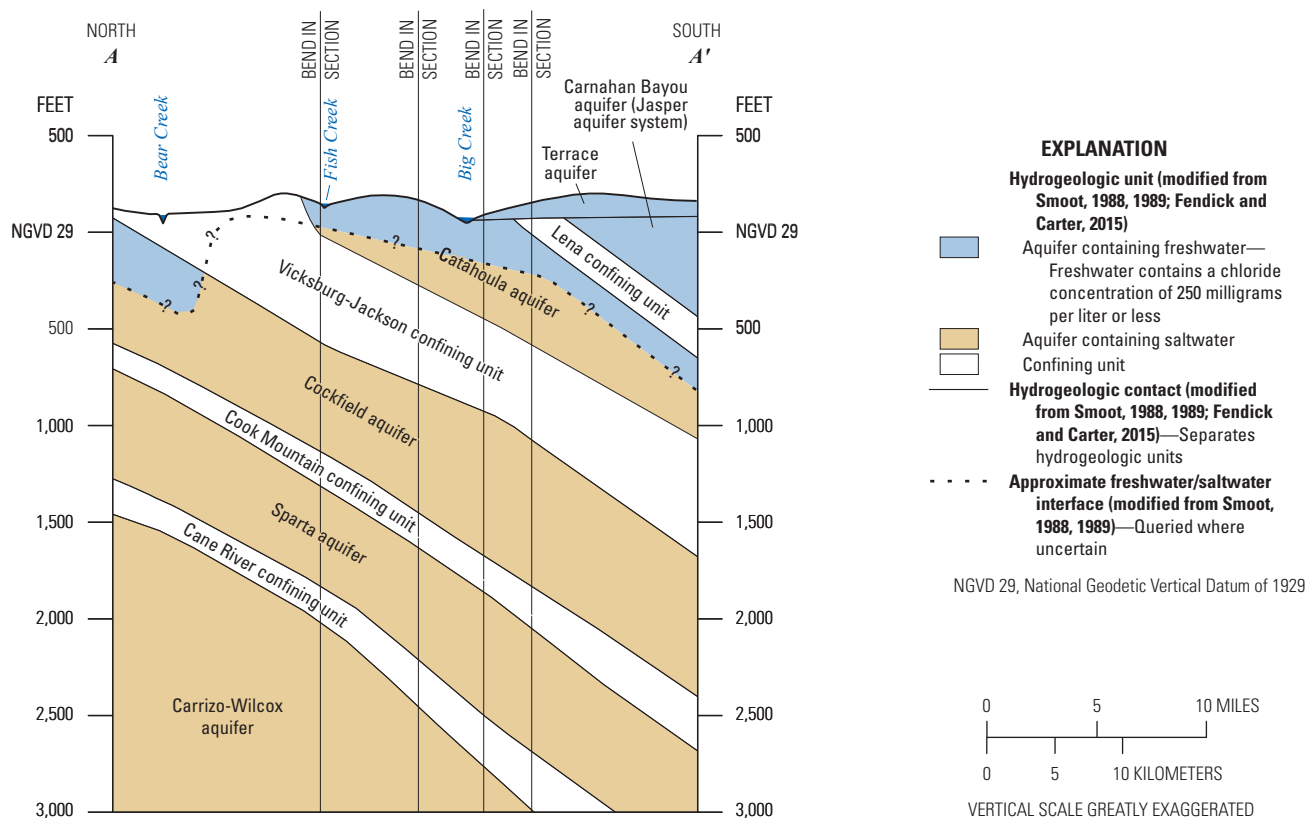 NORTH
A
BEND IN
SECTION
BEND IN
SECTION
BEND IN
SECTION
BEND IN
SECTION
SOUTH
A'
FEET
FEET
Bear Creek
Fish Creek
Big Creek
Carnahan Bayou
aquifer (Jasper
aquifer system)
Terrace
aquifer
500
500
NGVD 29
NGVD 29
500
500
1,000
1,000
1,500
1,500
2,000
2,000
2,500
2,500
3,000
3,000
?
?
?
?
?
?
Lena confining unit
Catahoula aquifer
Vicksburg-Jackson confining unit
Cockfield aquifer
Cook Mountain confining unit
Sparta aquifer
Cane River confining unit
Carrizo-Wilcox
aquifer
EXPLANATION
Hydrogeologic unit (modified from
Smoot, 1988, 1989; Fendick and
Carter, 2015)
Aquifer containing freshwater—
Freshwater contains a chloride
concentration of 250 milligrams
per liter or less
Aquifer containing saltwater
Confining unit
Hydrogeologic contact (modified
from Smoot, 1988, 1989; Fendick
and Carter, 2015)—Separates
hydrogeologic units
Approximate freshwater/saltwater
interface (modified from Smoot,
1988, 1989)—Queried where
uncertain
NGVD 29, National Geodetic Vertical Datum of 1929
0 5 10 MILES
0 5 10 KILOMETERS
VERTICAL SCALE GREATLY EXAGGERATED